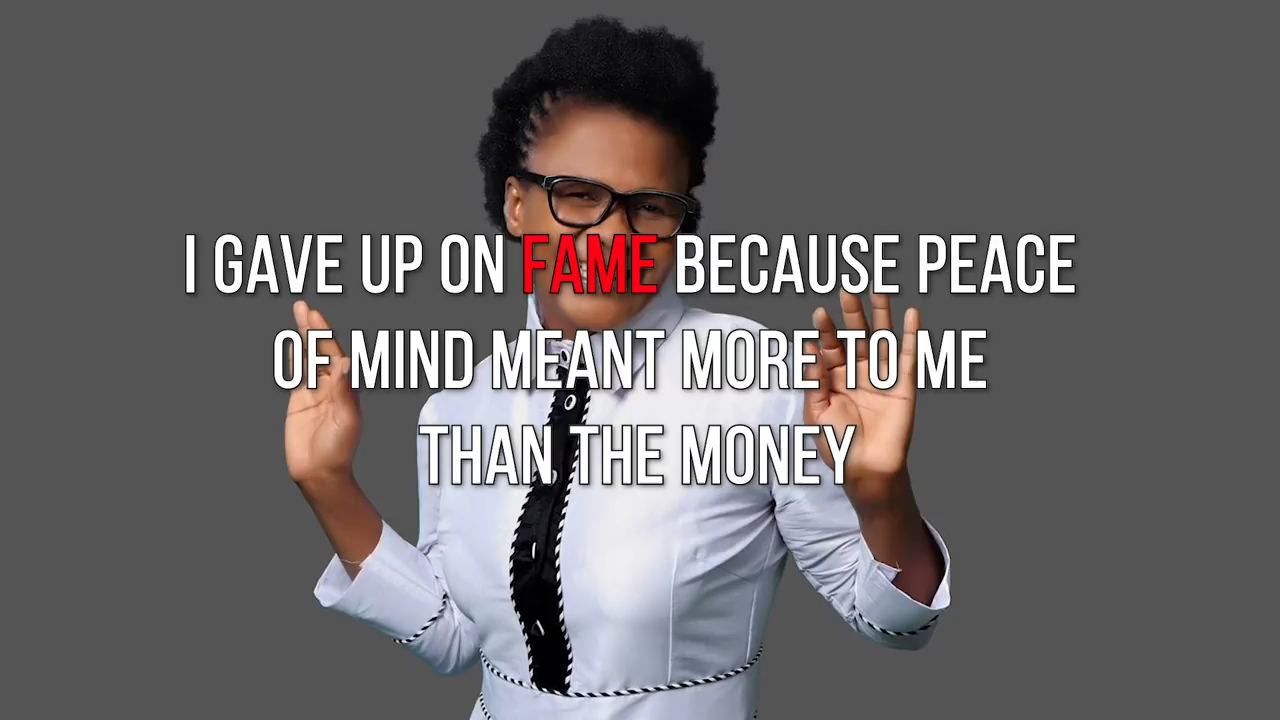 I GAVE UP ON FAME BECAUSE PEACE
OF MIND MEANT MORE TO ME
THAN THE MONEY